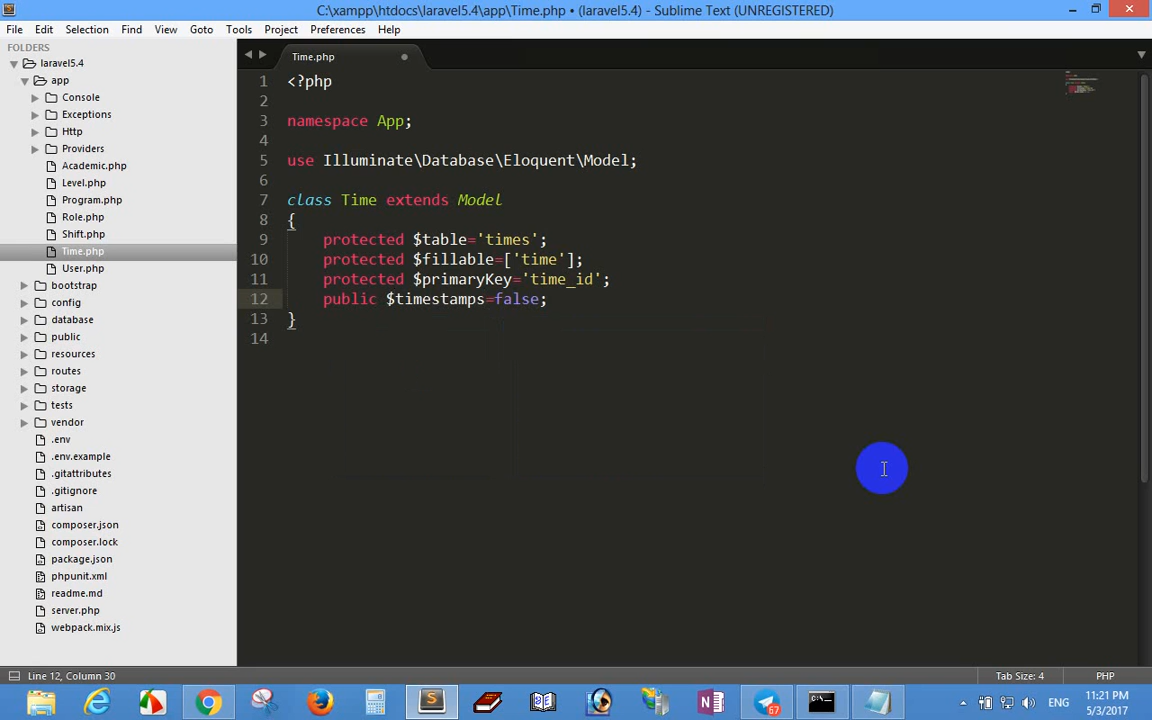 C:\xampp\htdocs\laravel5.4\app\Time.php • (laravel5.4) - Sublime Text (UNREGISTERED)
File Edit Selection Find View Goto Tools Project Preferences Help
FOLDERS
laravel5.4
app
Console
Exceptions
Http
Providers
Academic.php
Level.php
Program.php
Role.php
Shift.php
Time.php
User.php
bootstrap
config
database
public
resources
routes
storage
tests
vendor
.env
.env.example
.gitattributes
.gitignore
artisan
composer.json
composer.lock
package.json
phpunit.xml
readme.md
server.php
webpack.mix.js
Time.php
1 <?php
2
3 namespace App;
4
5 use Illuminate\Database\Eloquent\Model;
6
7 class Time extends Model
8 {
9 protected $table='times';
10 protected $fillable=['time'];
11 protected $primaryKey='time_id';
12 public $timestamps=false;
13 }
14
Line 12, Column 30 Tab Size: 4 PHP
67
ENG
11:21 PM
5/3/2017